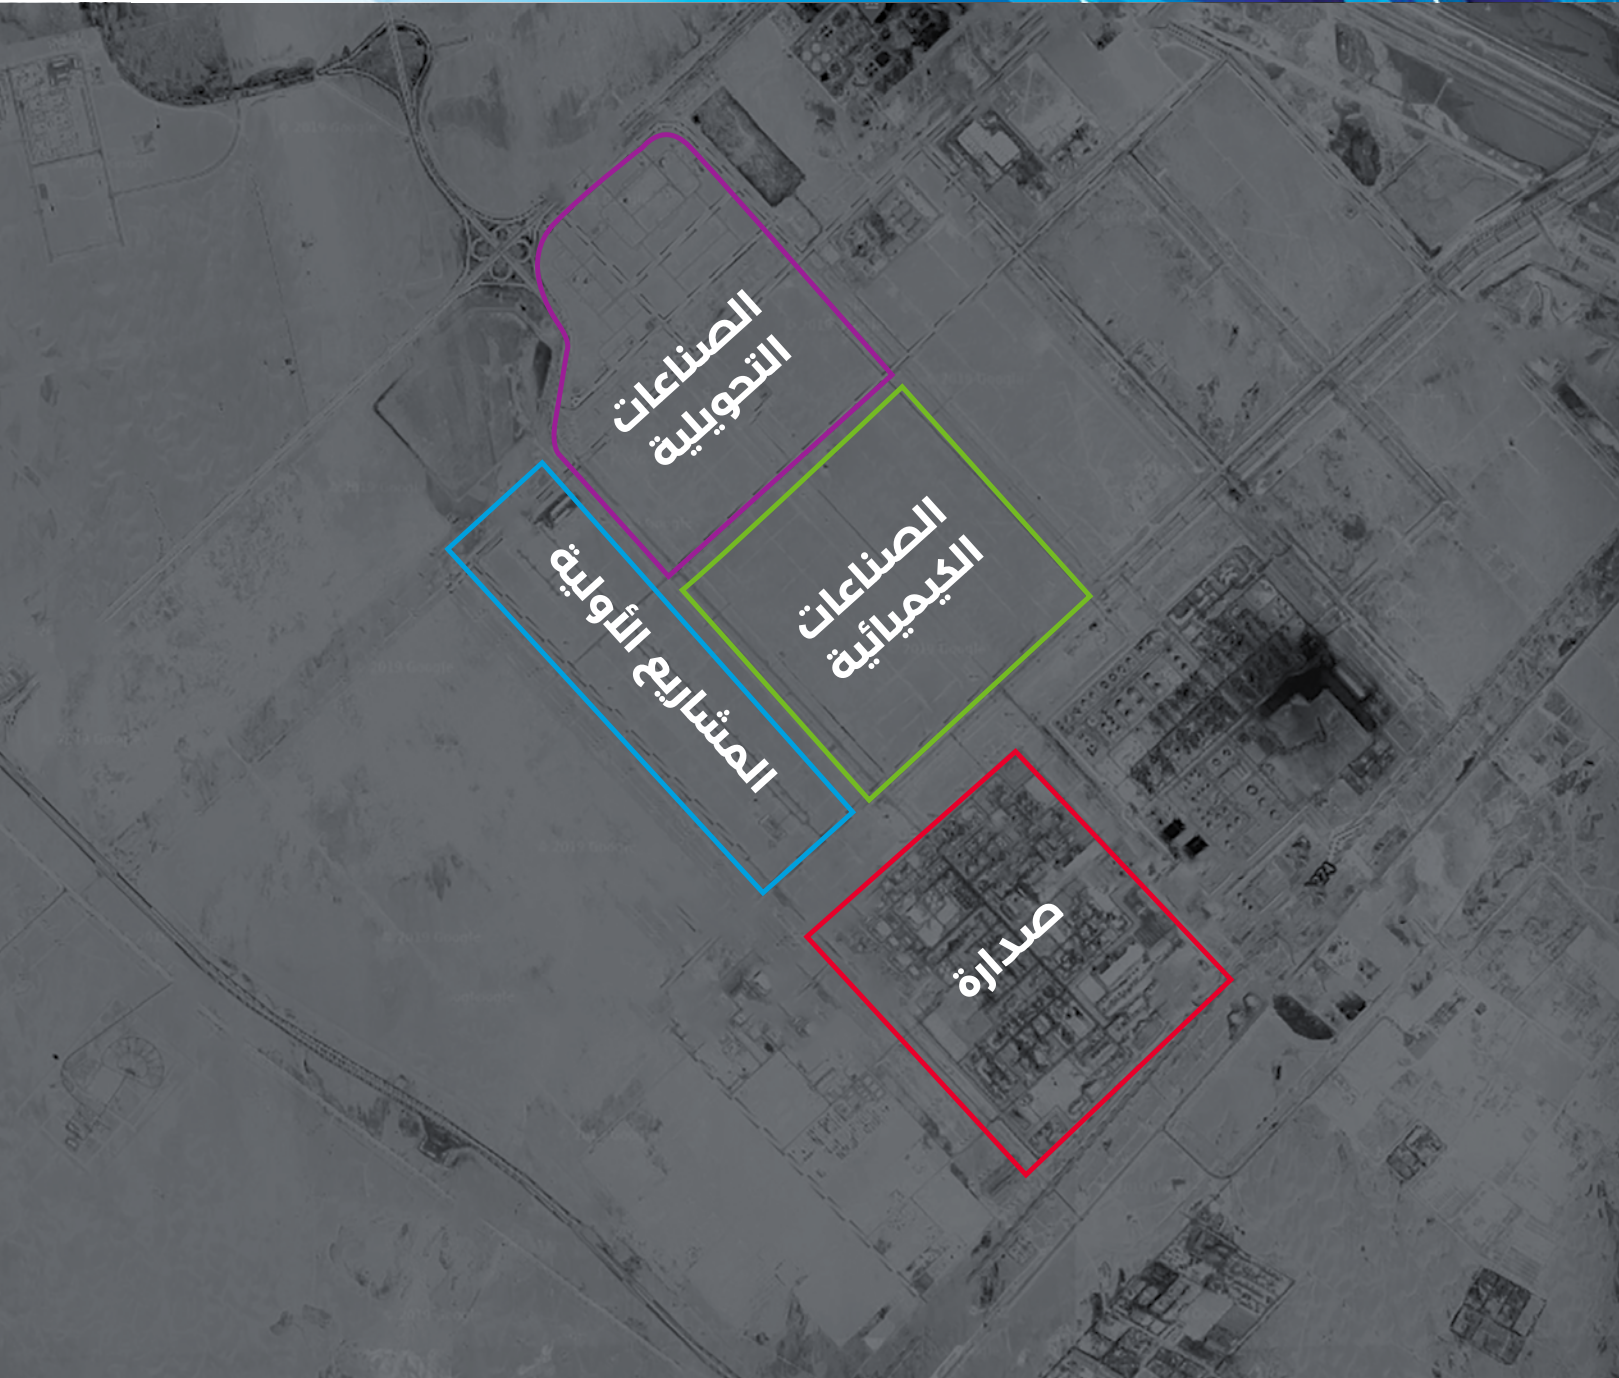 الصناعات
التحويلية
الصناعات
الكيميائية
المشاريع الأولية
صدارة